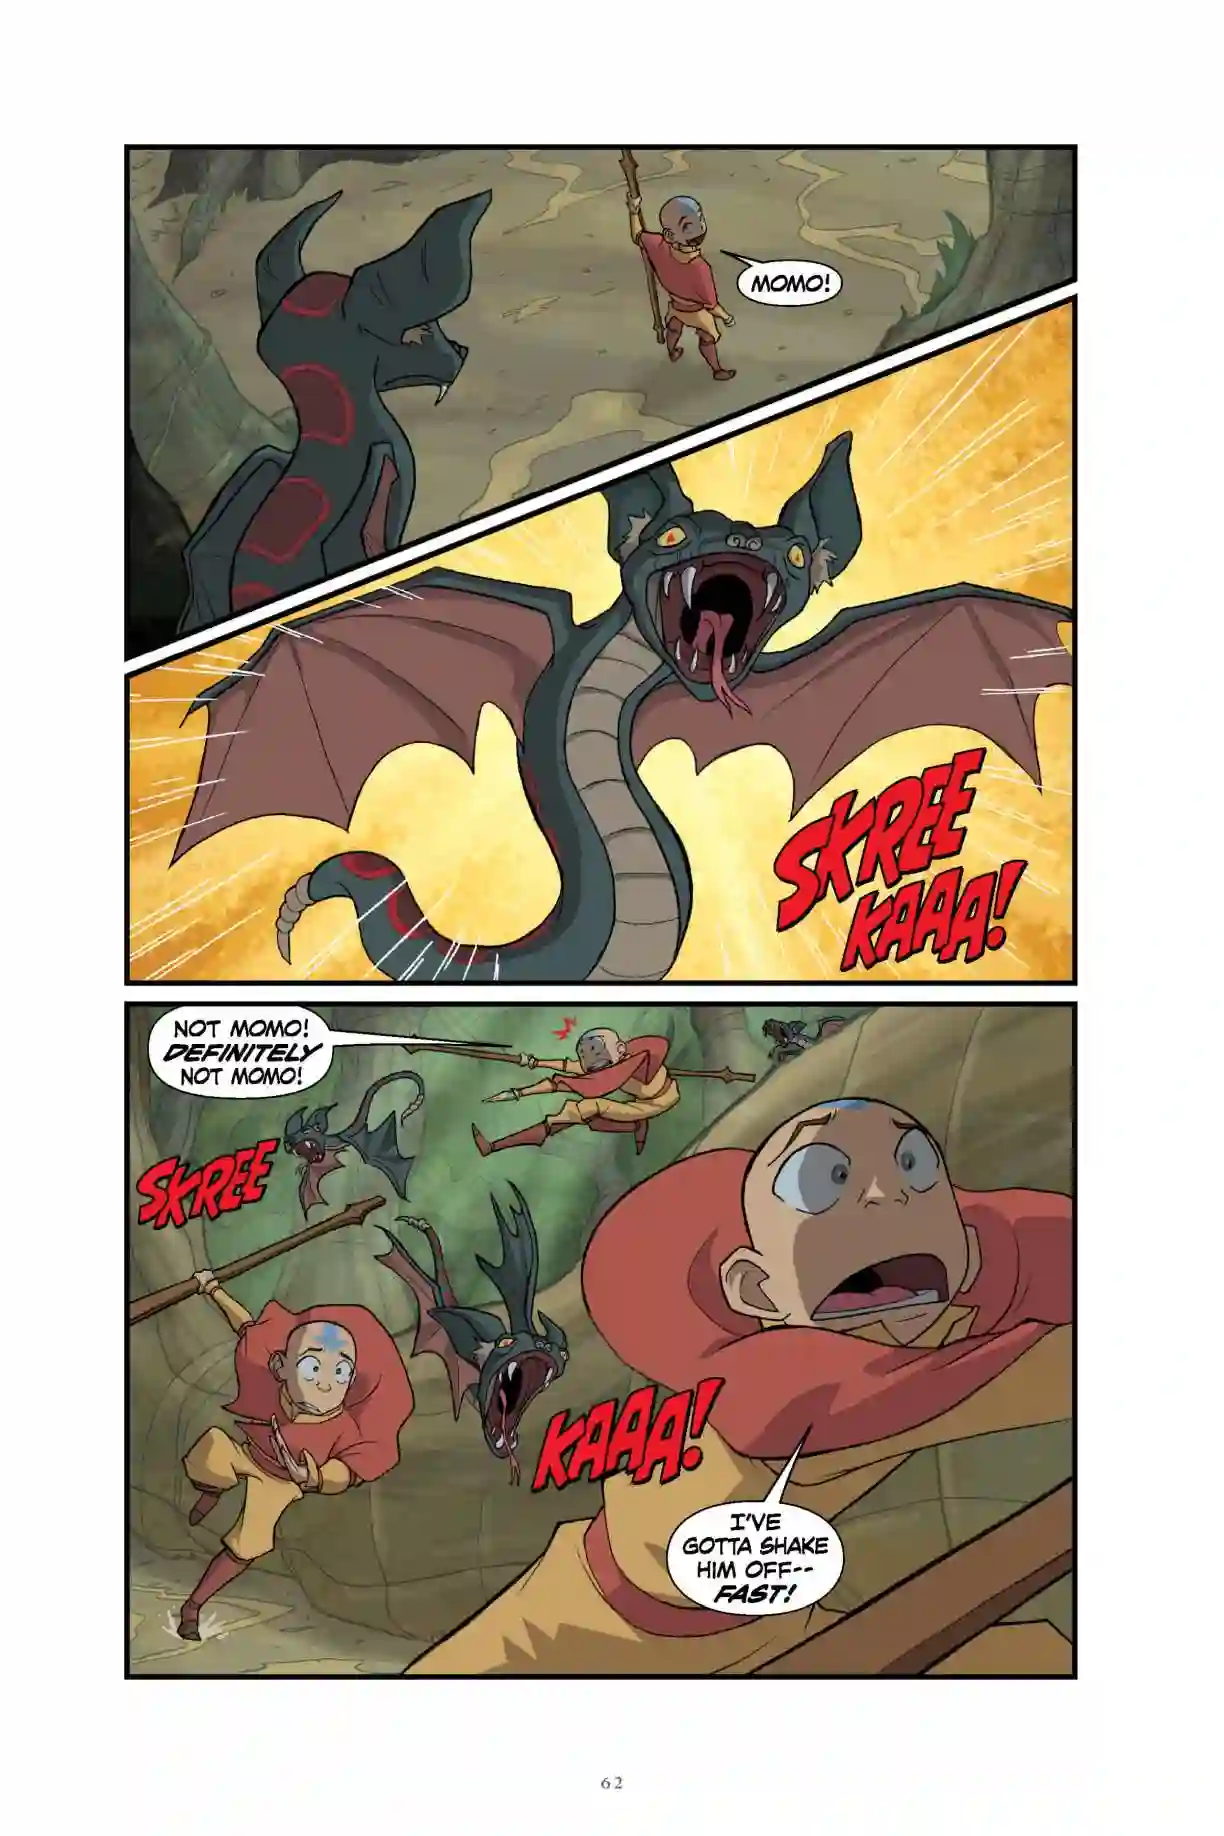 MOMO!
SKREE
KAAA!
NOT MOMO!
DEFINITELY
NOT MOMO!
SKREE
KAAA!
I'VE
GOTTA SHAKE
HIM OFF--
FAST!
62